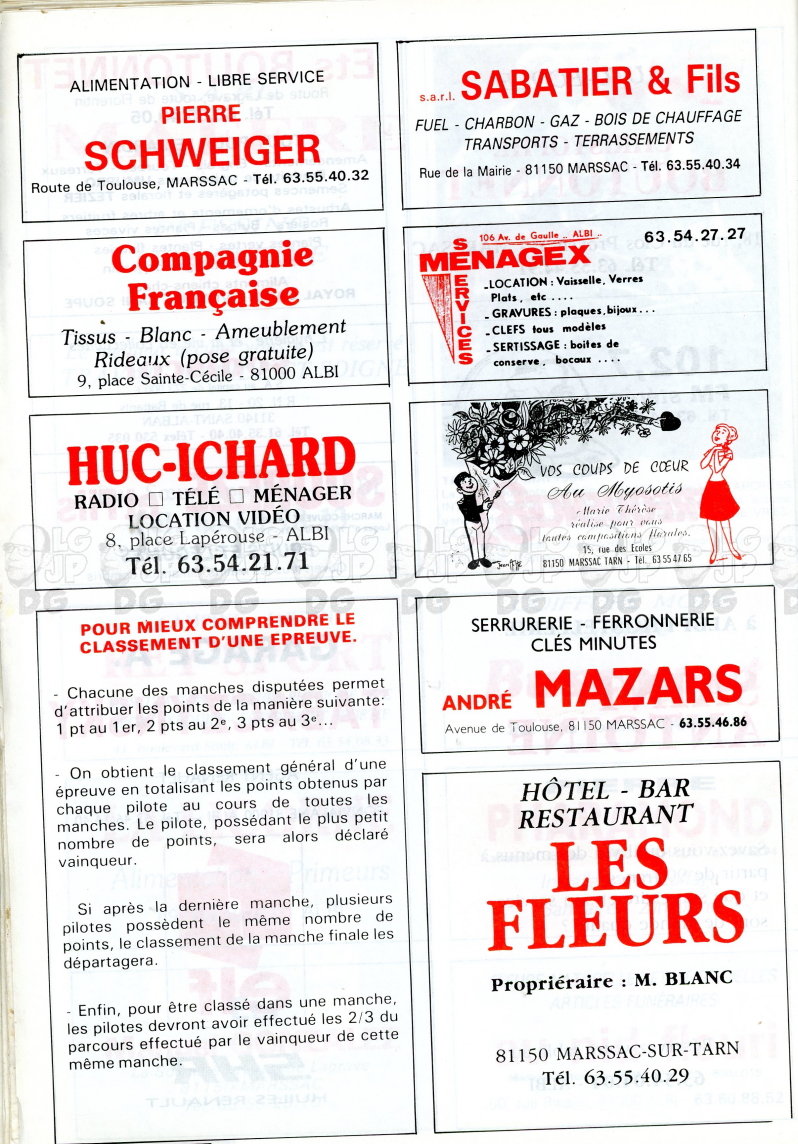 ALIMENTATION - LIBRE SERVICE
PIERRE
SCHWEIGER
Route de Toulouse, MARSSAC - Tél. 63.55.40.32
s.a.r.l. SABATIER & Fils
FUEL - CHARBON - GAZ - BOIS DE CHAUFFAGE
TRANSPORTS - TERRASSEMENTS
Rue de la Mairie - 81150 MARSSAC - Tél. 63.55.40.34
Compagnie
Française
Tissus - Blanc - Ameublement
Rideaux (pose gratuite)
9, place Sainte-Cécile - 81000 ALBI
106 Av. de Gaulle .. ALBI ..
63.54.27.27
MENAGEX
SERVICES
-LOCATION : Vaisselle, Verres
Plats, etc ....
- GRAVURES : plaques, bijoux...
- CLEFS tous modèles
- SERTISSAGE : boites de
conserve, bocaux ...
HUC-ICHARD
RADIO □ TÉLÉ □ MÉNAGER
LOCATION VIDÉO
8, place Lapérouse - ALBI
Tél. 63.54.21.71
VOS COUPS DE CŒUR
Au Myosotis
Marie Thérèse
réalise pour vous
toutes compositions florales.
15, rue des Ecoles
81150 MARSSAC TARN - Tél. 63 55 47 65
POUR MIEUX COMPRENDRE LE
CLASSEMENT D'UNE EPREUVE.
- Chacune des manches disputées permet
d'attribuer les points de la manière suivante:
1 pt au 1er, 2 pts au 2e, 3 pts au 3e...
- On obtient le classement général d'une
épreuve en totalisant les points obtenus par
chaque pilote au cours de toutes les
manches. Le pilote, possédant le plus petit
nombre de points, sera alors déclaré
vainqueur.
Si après la dernière manche, plusieurs
pilotes possèdent le même nombre de
points, le classement de la manche finale les
départagera.
- Enfin, pour être classé dans une manche,
les pilotes devront avoir effectué les 2/3 du
parcours effectué par le vainqueur de cette
même manche.
SERRURERIE - FERRONNERIE
CLÉS MINUTES
ANDRÉ MAZARS
Avenue de Toulouse, 81150 MARSSAC - 63.55.46.86
HÔTEL - BAR
RESTAURANT
LES
FLEURS
Propriéraire : M. BLANC
81150 MARSSAC-SUR-TARN
Tél. 63.55.40.29